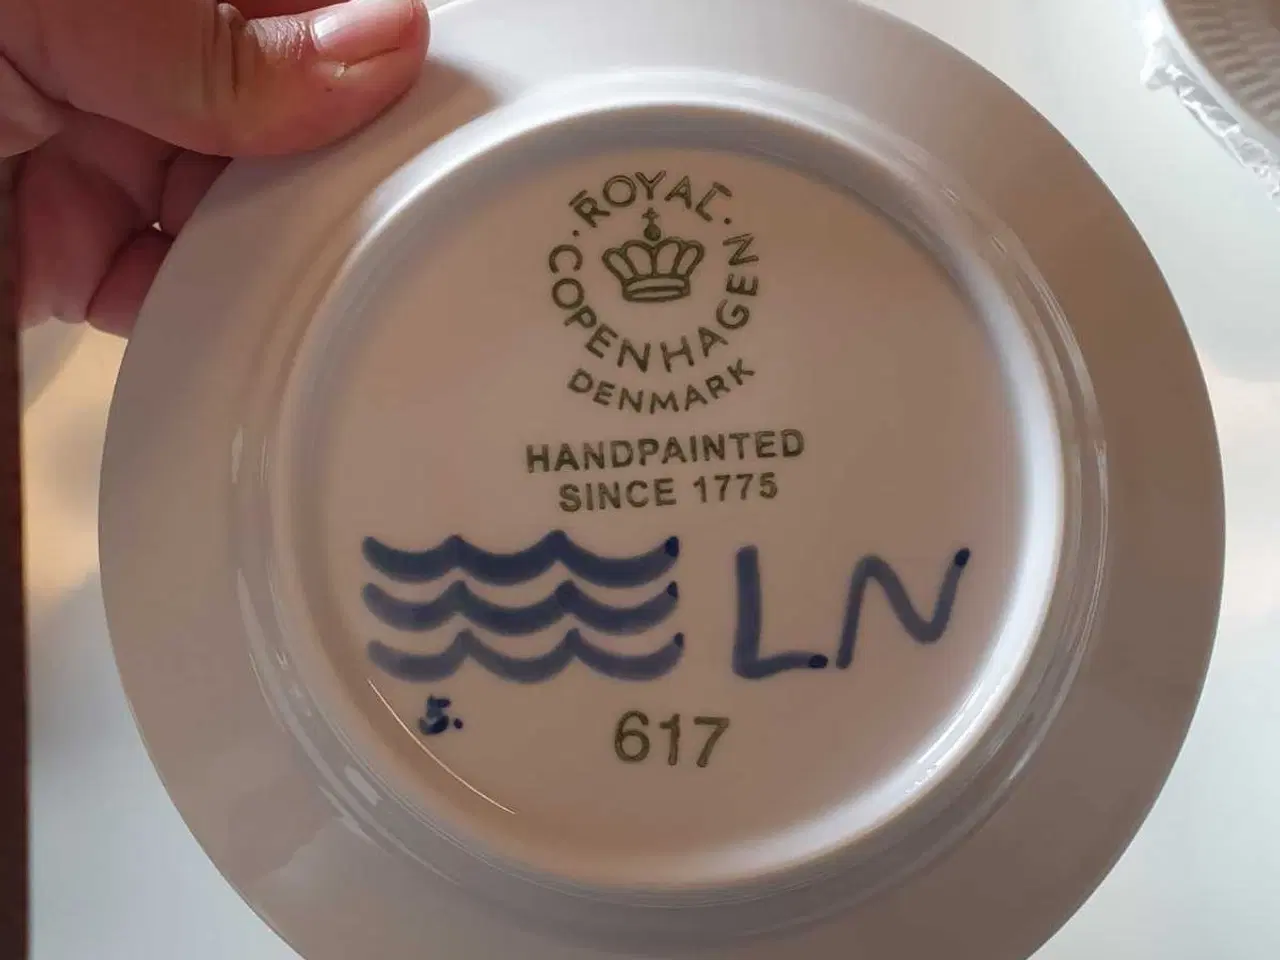 ROYAL
COPENHAGEN
DENMARK
HANDPAINTED
SINCE 1775
LN
5.
617